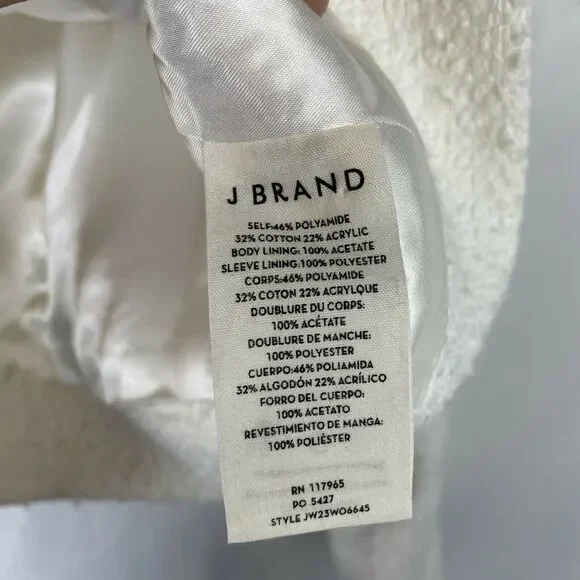 J BRAND
SELF:46% POLYAMIDE
32% COTTON 22% ACRYLIC
BODY LINING: 100% ACETATE
SLEEVE LINING:100% POLYESTER
CORPS:46% POLYAMIDE
32% COTON 22% ACRYLIQUE
DOUBLURE DU CORPS:
100% ACÉTATE
DOUBLURE DE MANCHE:
100% POLYESTER
CUERPO:46% POLIAMIDA
32% ALGODÓN 22% ACRÍLICO
FORRO DEL CUERPO:
100% ACETATO
REVESTIMIENTO DE MANGA:
100% POLIÉSTER
RN 117965
PO 5427
STYLE JW23WO6645